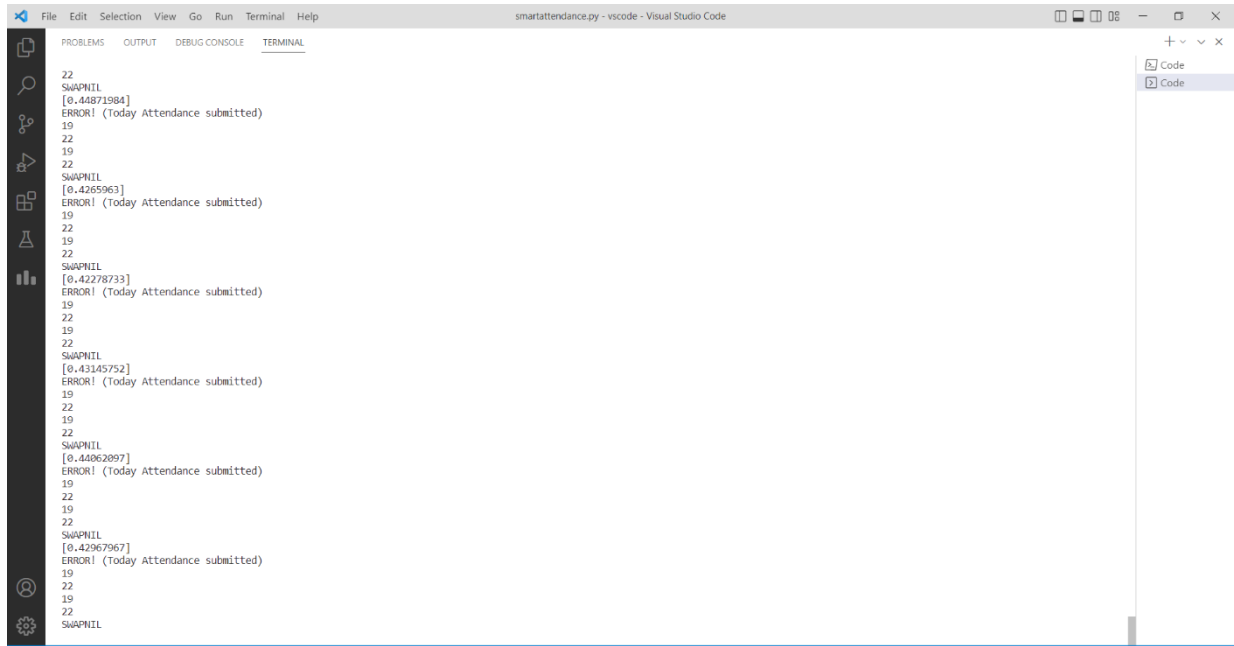 File Edit Selection View Go Run Terminal Help
smartattendance.py - vscode - Visual Studio Code
PROBLEMS OUTPUT DEBUG CONSOLE TERMINAL
Code
Code
22
SWAPNIL
[0.44871984]
ERROR! (Today Attendance submitted)
19
22
19
22
SWAPNIL
[0.4265963]
ERROR! (Today Attendance submitted)
19
22
19
22
SWAPNIL
[0.42278733]
ERROR! (Today Attendance submitted)
19
22
19
22
SWAPNIL
[0.43145752]
ERROR! (Today Attendance submitted)
19
22
19
22
SWAPNIL
[0.44062097]
ERROR! (Today Attendance submitted)
19
22
19
22
SWAPNIL
[0.42967967]
ERROR! (Today Attendance submitted)
19
22
19
22
SWAPNIL